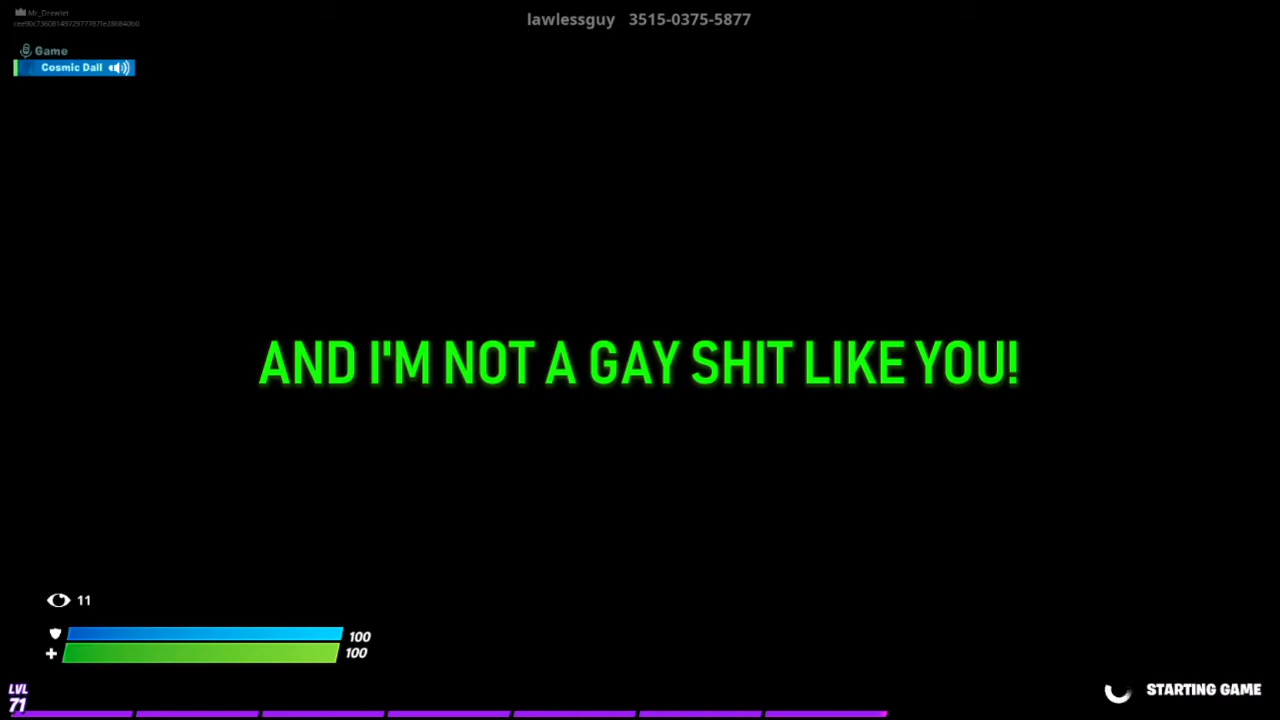 Mr_Drewlet
lawlessguy 3515-0375-5877
Game
Cosmic Dall
AND I'M NOT A GAY SHIT LIKE YOU!
11
100
100
LVL
71
STARTING GAME